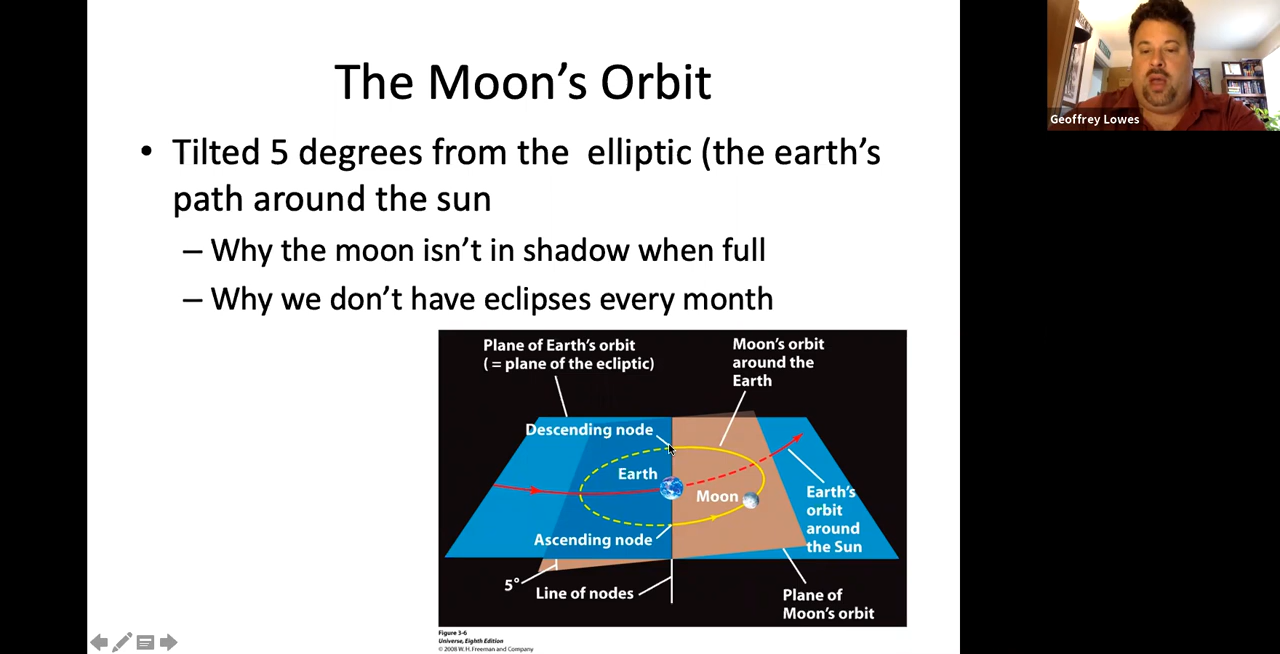 The Moon's Orbit
• Tilted 5 degrees from the  elliptic (the earth's
path around the sun
– Why the moon isn't in shadow when full
– Why we don't have eclipses every month
Plane of Earth's orbit
( = plane of the ecliptic)
Moon's orbit
around the
Earth
Descending node
Earth
Moon
Earth's
orbit
around
the Sun
Ascending node
5°
Line of nodes
Plane of
Moon's orbit
Figure 3-6
Universe, Eighth Edition
© 2008 W. H. Freeman and Company
Geoffrey Lowes